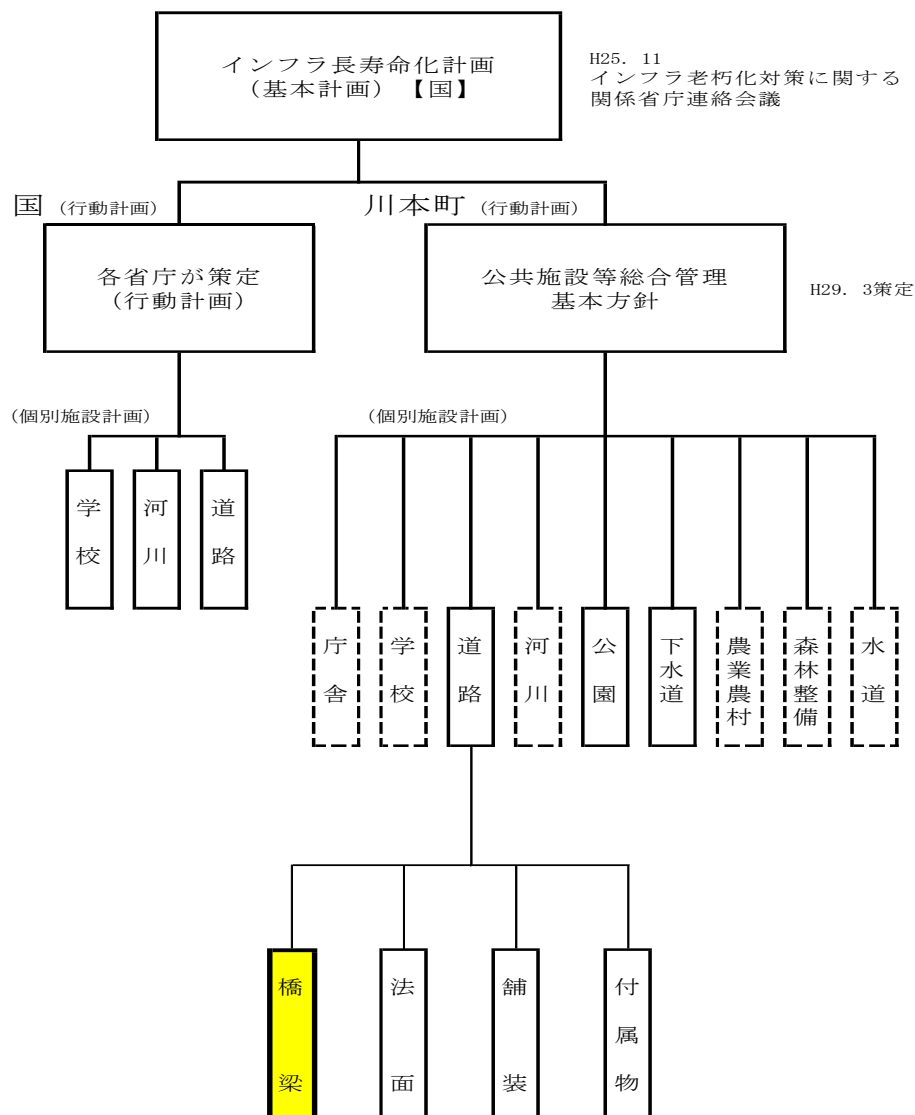 インフラ長寿命化計画
(基本計画) 【国】
H25. 11
インフラ老朽化対策に関する
関係省庁連絡会議
国 (行動計画)
川本町 (行動計画)
各省庁が策定
(行動計画)
公共施設等総合管理
基本方針
H29. 3策定
(個別施設計画)
(個別施設計画)
学校
河川
道路
庁舎
学校
道路
河川
公園
下水道
農業農村
森林整備
水道
橋梁
法面
舗装
付属物